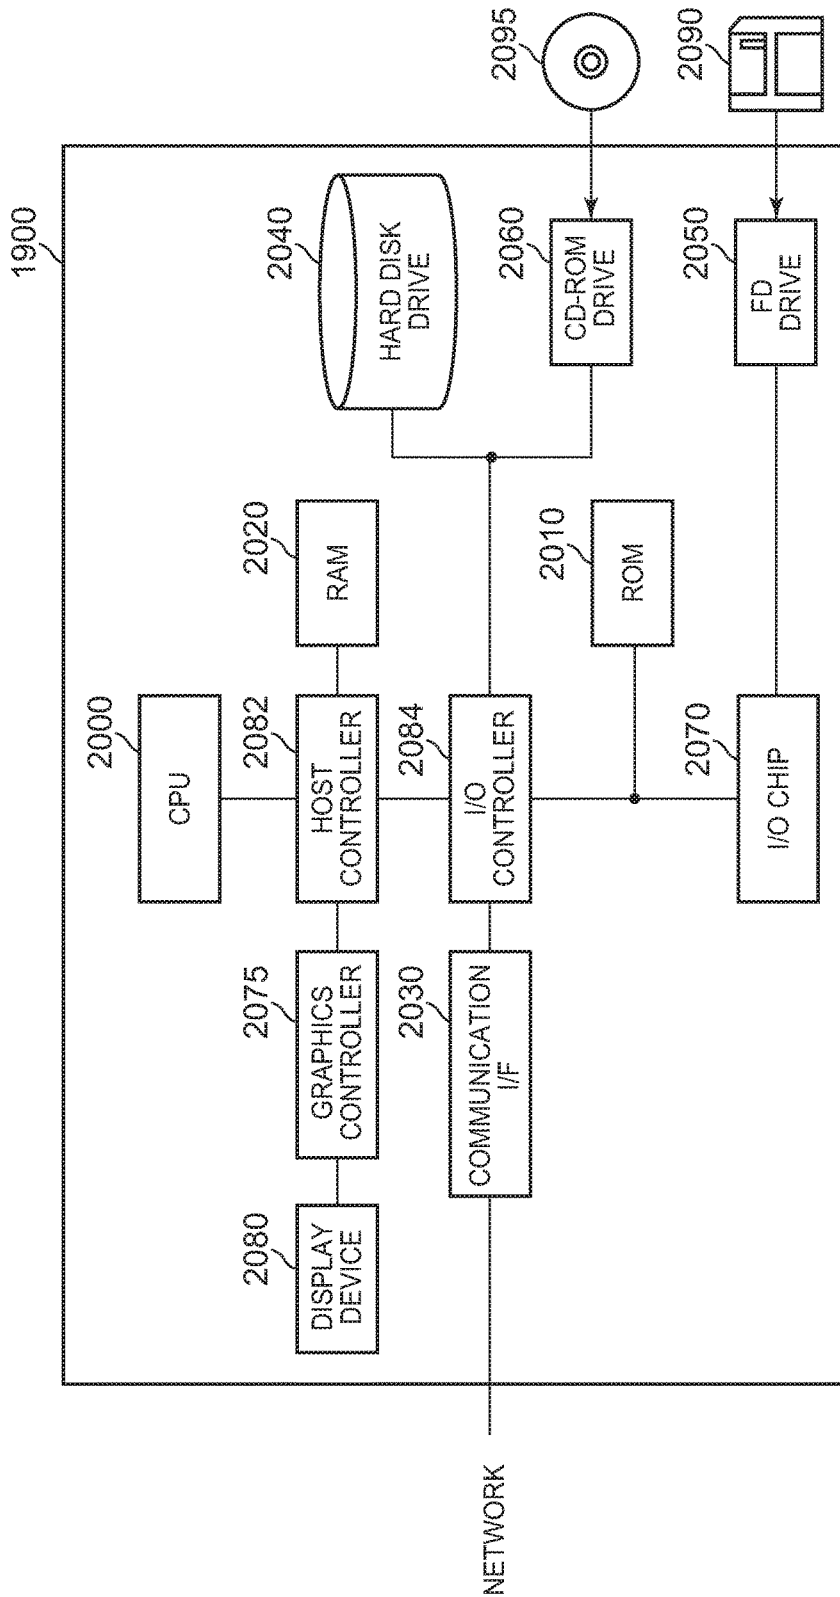 1900
2000
CPU
2080
DISPLAY
DEVICE
2075
GRAPHICS
CONTROLLER
2082
HOST
CONTROLLER
2020
RAM
2040
HARD DISK
DRIVE
NETWORK
2030
COMMUNICATION
I/F
2084
I/O
CONTROLLER
2060
CD-ROM
DRIVE
2095
2010
ROM
2070
I/O CHIP
2050
FD
DRIVE
2090